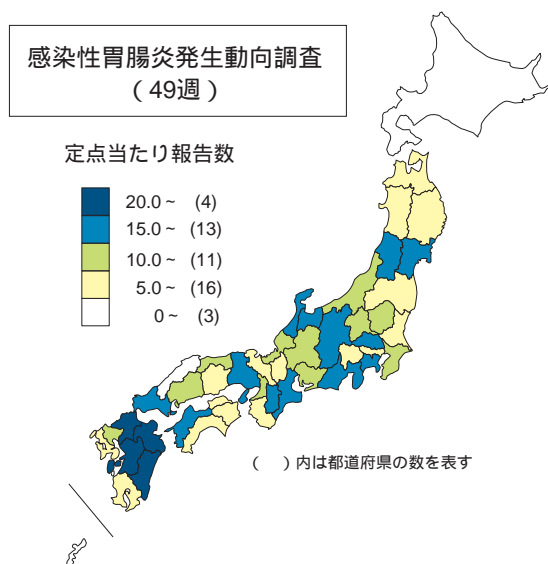 感染性胃腸炎発生動向調査
（49週）
定点当たり報告数
20.0～ (4)
15.0～ (13)
10.0～ (11)
5.0～ (16)
0～ (3)
（　）内は都道府県の数を表す